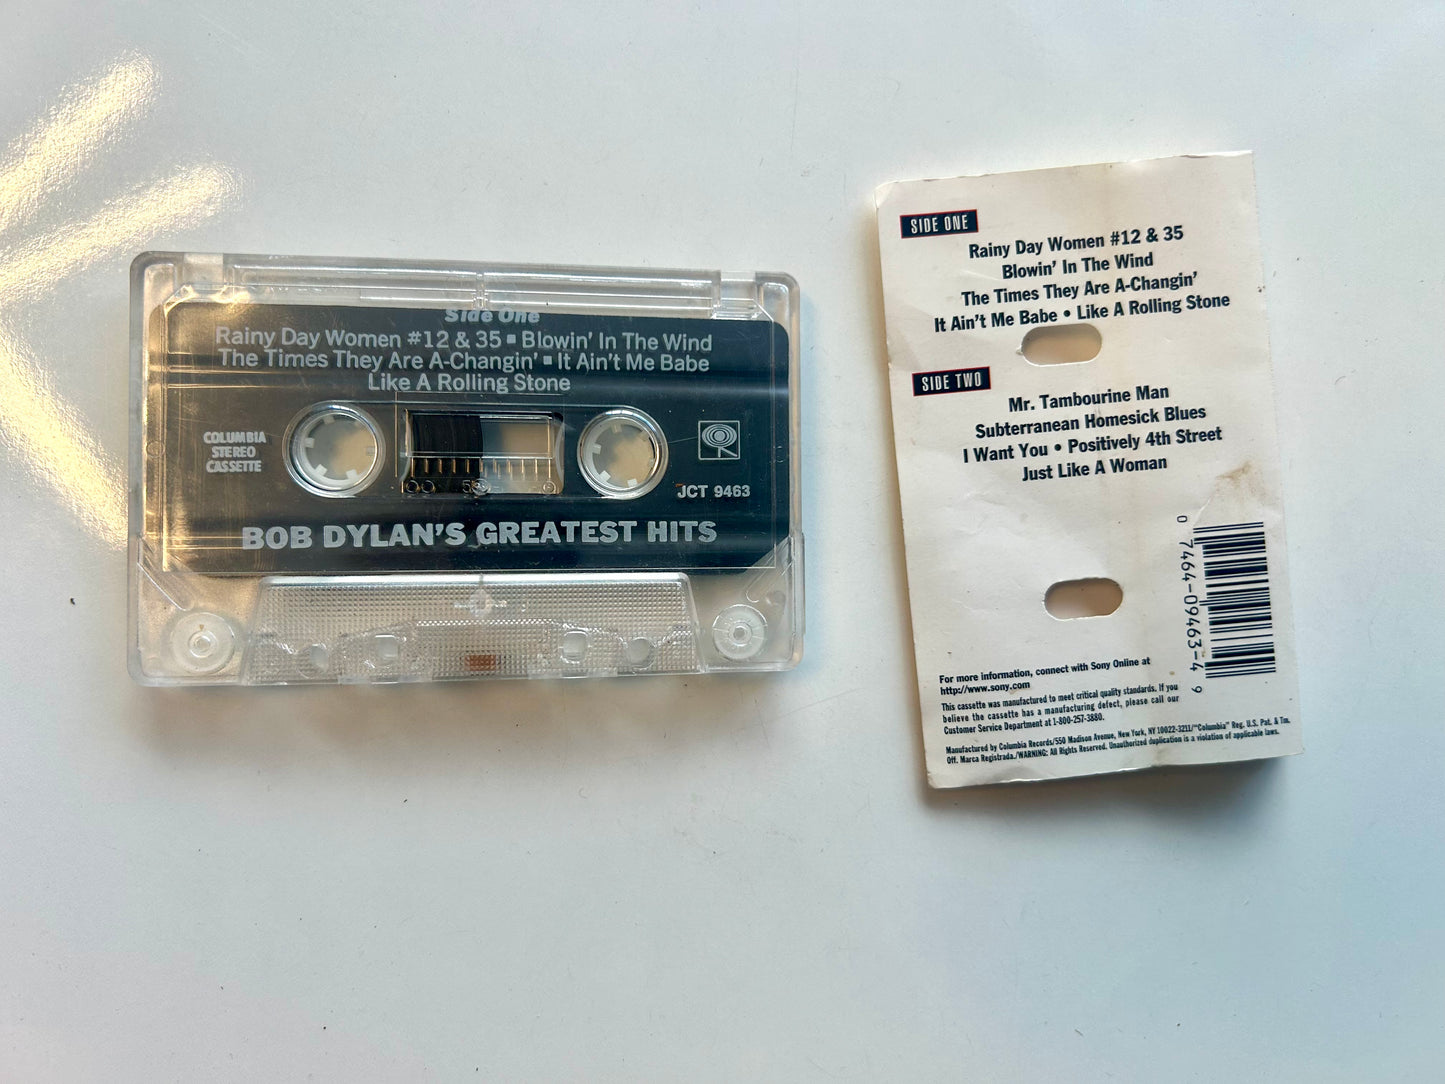 Side One
Rainy Day Women #12 & 35 ▪ Blowin' In The Wind
The Times They Are A-Changin' ▪ It Ain't Me Babe
Like A Rolling Stone
COLUMBIA
STEREO
CASSETTE
JCT 9463
BOB DYLAN'S GREATEST HITS
SIDE ONE
Rainy Day Women #12 & 35
Blowin' In The Wind
The Times They Are A-Changin'
It Ain't Me Babe • Like A Rolling Stone
SIDE TWO
Mr. Tambourine Man
Subterranean Homesick Blues
I Want You • Positively 4th Street
Just Like A Woman
0 7464-09463-4 9
For more information, connect with Sony Online at
http://www.sony.com
This cassette was manufactured to meet critical quality standards. If you
believe the cassette has a manufacturing defect, please call our
Customer Service Department at 1-800-257-3880.
Manufactured by Columbia Records/550 Madison Avenue, New York, NY 10022-3211/"Columbia" Reg. U.S. Pat. & Tm.
Off. Marca Registrada./WARNING: All Rights Reserved. Unauthorized duplication is a violation of applicable laws.